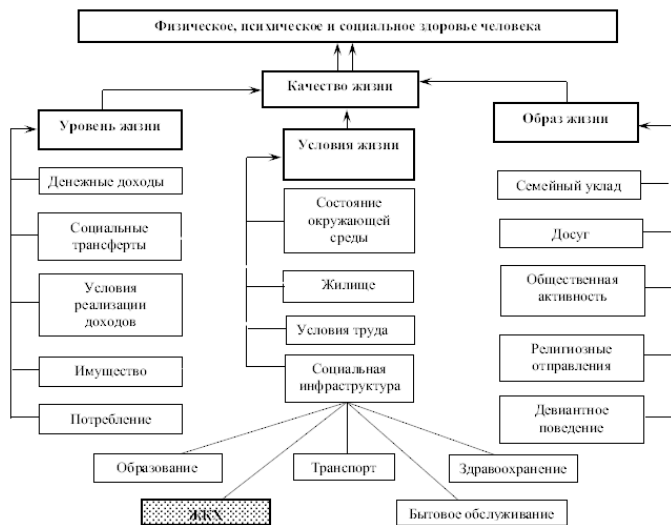 Физическое, психическое и социальное здоровье человека
Качество жизни
Уровень жизни
Условия жизни
Образ жизни
Денежные доходы
Социальные
трансферты
Условия
реализации
доходов
Имущество
Потребление
Состояние
окружающей
среды
Жилище
Условия труда
Социальная
инфраструктура
Семейный уклад
Досуг
Общественная
активность
Религиозные
отправления
Девиантное
поведение
Образование
Транспорт
Здравоохранение
ЖКХ
Бытовое обслуживание